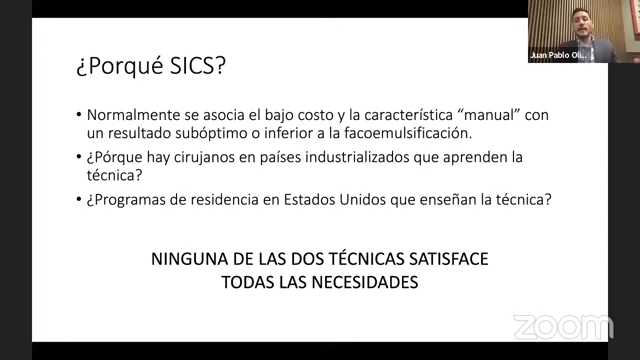 ¿Porqué SICS?
• Normalmente se asocia el bajo costo y la característica “manual” con
un resultado subóptimo o inferior a la facoemulsificación.
• ¿Pórque hay cirujanos en países industrializados que aprenden la
técnica?
• ¿Programas de residencia en Estados Unidos que enseñan la técnica?
NINGUNA DE LAS DOS TÉCNICAS SATISFACE
TODAS LAS NECESIDADES
Juan Pablo Oli...
zoom